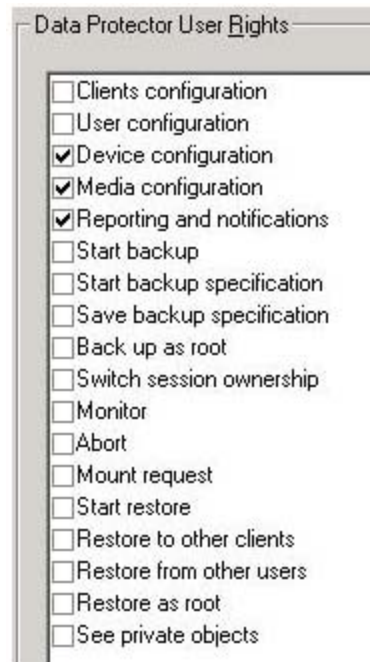 Data Protector User Rights
Clients configuration
User configuration
Device configuration
Media configuration
Reporting and notifications
Start backup
Start backup specification
Save backup specification
Back up as root
Switch session ownership
Monitor
Abort
Mount request
Start restore
Restore to other clients
Restore from other users
Restore as root
See private objects